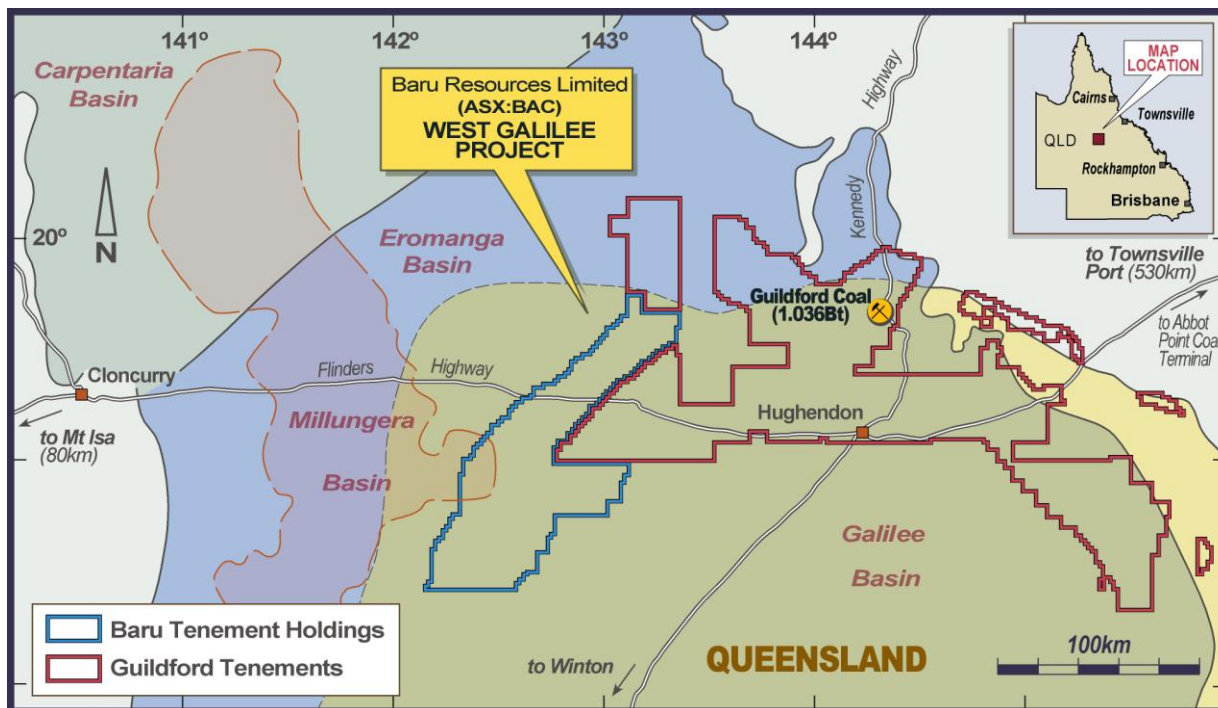 141º
142º
143º
144º
Carpentaria
Basin
Baru Resources Limited
(ASX:BAC)
WEST GALILEE
PROJECT
Highway
Kennedy
MAP
LOCATION
Cairns
Townsville
QLD
Rockhampton
Brisbane
N
20º
Eromanga
Basin
to Townsville
Port (530km)
Guildford Coal
(1.036Bt)
to Abbot
Point Coal
Terminal
Cloncurry
Flinders
Highway
to Mt Isa
(80km)
Millungera
Basin
Hughendon
Galilee
Basin
Baru Tenement Holdings
Guildford Tenements
to Winton
QUEENSLAND
100km